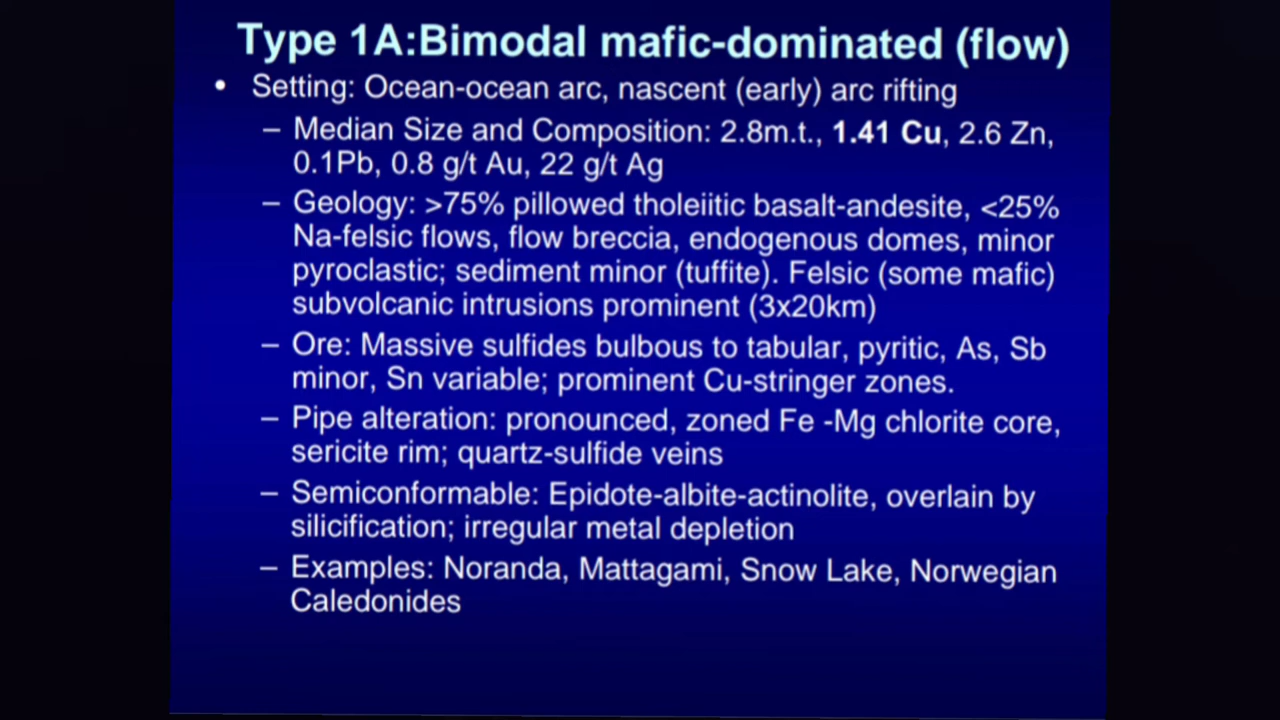 Type 1A:Bimodal mafic-dominated (flow)
• Setting: Ocean-ocean arc, nascent (early) arc rifting
– Median Size and Composition: 2.8m.t., 1.41 Cu, 2.6 Zn,
0.1Pb, 0.8 g/t Au, 22 g/t Ag
– Geology: >75% pillowed tholeiitic basalt-andesite, <25%
Na-felsic flows, flow breccia, endogenous domes, minor
pyroclastic; sediment minor (tuffite). Felsic (some mafic)
subvolcanic intrusions prominent (3x20km)
– Ore: Massive sulfides bulbous to tabular, pyritic, As, Sb
minor, Sn variable; prominent Cu-stringer zones.
– Pipe alteration: pronounced, zoned Fe -Mg chlorite core,
sericite rim; quartz-sulfide veins
– Semiconformable: Epidote-albite-actinolite, overlain by
silicification; irregular metal depletion
– Examples: Noranda, Mattagami, Snow Lake, Norwegian
Caledonides